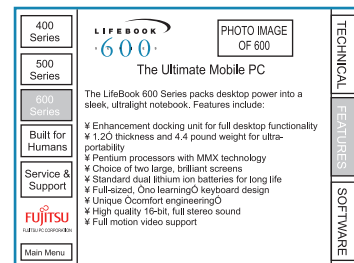 400
Series
500
Series
600
Series
Built for
Humans
Service &
Support
FUJITSU
FUJITSU PC CORPORATION
Main Menu
LIFEBOOK
600
PHOTO IMAGE
OF 600
The Ultimate Mobile PC
The LifeBook 600 Series packs desktop power into a
sleek, ultralight notebook. Features include:
¥ Enhancement docking unit for full desktop functionality
¥ 1.2Ó thickness and 4.4 pound weight for ultra-
portability
¥ Pentium processors with MMX technology
¥ Choice of two large, brilliant screens
¥ Standard dual lithium ion batteries for long life
¥ Full-sized, Òno learningÓ keyboard design
¥ Unique Òcomfort engineeringÓ
¥ High quality 16-bit, full stereo sound
¥ Full motion video support
TECHNICAL
FEATURES
SOFTWARE